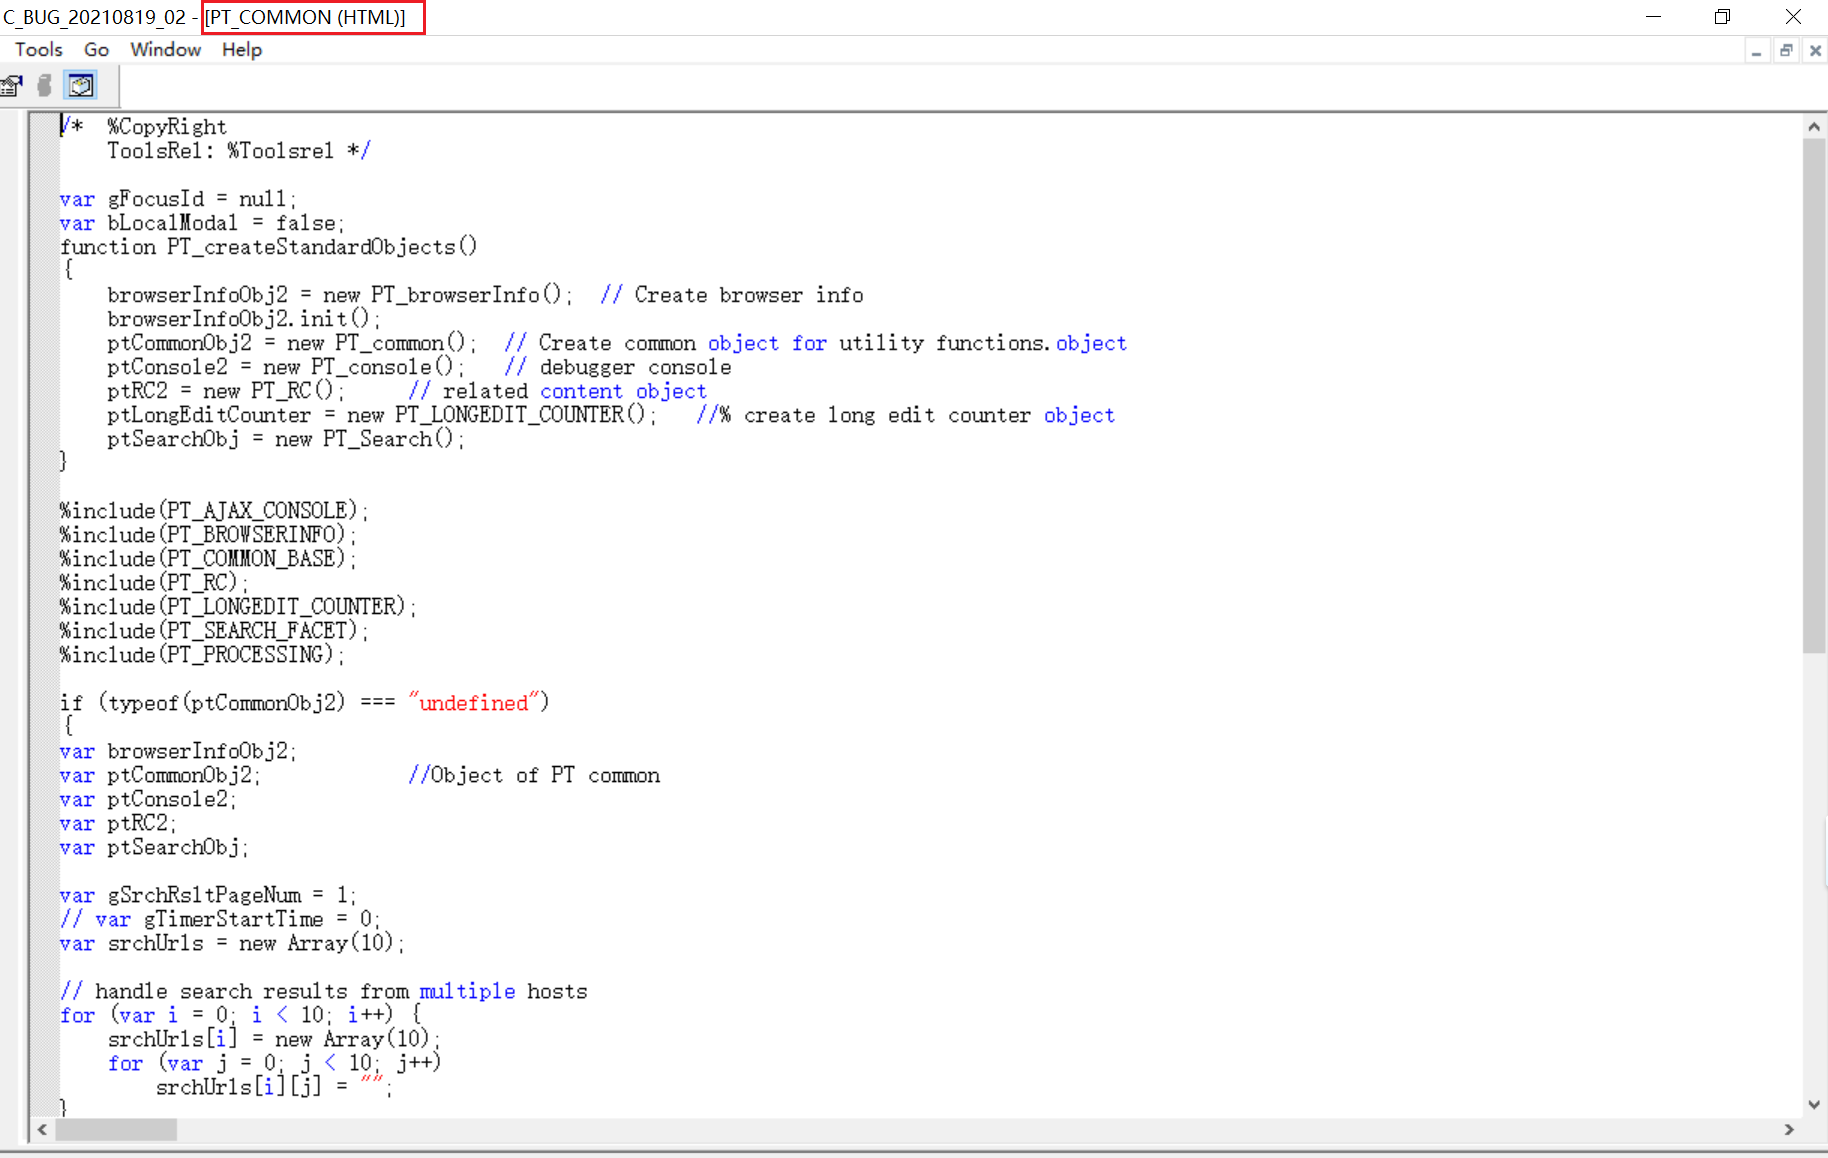 C_BUG_20210819_02 - [PT_COMMON (HTML)]
Tools Go Window Help
/*  %CopyRight
    ToolsRel: %Toolsrel */
var gFocusId = null;
var bLocalModal = false;
function PT_createStandardObjects()
{
    browserInfoObj2 = new PT_browserInfo();  // Create browser info
    browserInfoObj2.init();
    ptCommonObj2 = new PT_common();  // Create common object for utility functions.object
    ptConsole2 = new PT_console();   // debugger console
    ptRC2 = new PT_RC();     // related content object
    ptLongEditCounter = new PT_LONGEDIT_COUNTER();   //% create long edit counter object
    ptSearchObj = new PT_Search();
}
%include(PT_AJAX_CONSOLE);
%include(PT_BROWSERINFO);
%include(PT_COMMON_BASE);
%include(PT_RC);
%include(PT_LONGEDIT_COUNTER);
%include(PT_SEARCH_FACET);
%include(PT_PROCESSING);
if (typeof(ptCommonObj2) === "undefined")
{
var browserInfoObj2;
var ptCommonObj2;            //Object of PT common
var ptConsole2;
var ptRC2;
var ptSearchObj;
var gSrchRsltPageNum = 1;
// var gTimerStartTime = 0;
var srchUrls = new Array(10);
// handle search results from multiple hosts
for (var i = 0; i < 10; i++) {
    srchUrls[i] = new Array(10);
    for (var j = 0; j < 10; j++)
        srchUrls[i][j] = "";
}